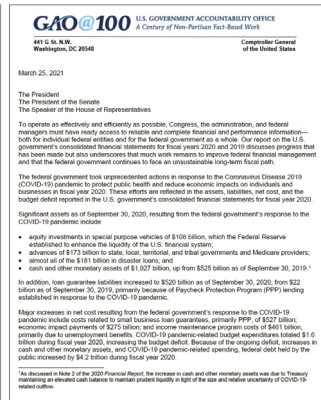 GAO@100 U.S. GOVERNMENT ACCOUNTABILITY OFFICE
A Century of Non-Partisan Fact-Based Work
441 G St. N.W.
Washington, DC 20548
Comptroller General
of the United States
March 25, 2021
The President
The President of the Senate
The Speaker of the House of Representatives
To operate as effectively and efficiently as possible, Congress, the administration, and federal
managers must have ready access to reliable and complete financial and performance information—
both for individual federal entities and for the federal government as a whole. Our report on the U.S.
government's consolidated financial statements for fiscal years 2020 and 2019 discusses progress that
has been made but also underscores that much work remains to improve federal financial management
and that the federal government continues to face an unsustainable long-term fiscal path.
The federal government took unprecedented actions in response to the Coronavirus Disease 2019
(COVID-19) pandemic to protect public health and reduce economic impacts on individuals and
businesses in fiscal year 2020. These efforts are reflected in the assets, liabilities, net cost, and the
budget deficit reported in the U.S. government's consolidated financial statements for fiscal year 2020.
Significant assets as of September 30, 2020, resulting from the federal government's response to the
COVID-19 pandemic include
• equity investments in special purpose vehicles of $108 billion, which the Federal Reserve
established to enhance the liquidity of the U.S. financial system;
• advances of $173 billion to state, local, territorial, and tribal governments and Medicare providers;
• almost all of the $181 billion in disaster loans; and
• cash and other monetary assets of $1,927 billion, up from $525 billion as of September 30, 2019.¹
In addition, loan guarantee liabilities increased to $520 billion as of September 30, 2020, from $22
billion as of September 30, 2019, primarily because of Paycheck Protection Program (PPP) lending
established in response to the COVID-19 pandemic.
Major increases in net cost resulting from the federal government's response to the COVID-19
pandemic include costs related to small business loan guarantees, primarily PPP, of $527 billion;
economic impact payments of $275 billion; and income maintenance program costs of $461 billion,
primarily due to unemployment benefits. COVID-19 pandemic-related budget expenditures totaled $1.6
trillion during fiscal year 2020, increasing the budget deficit. Because of the ongoing deficit, increases in
cash and other monetary assets, and COVID-19 pandemic-related spending, federal debt held by the
public increased by $4.2 trillion during fiscal year 2020.
¹As discussed in Note 2 of the 2020 Financial Report, the increase in cash and other monetary assets was due to Treasury
maintaining an elevated cash balance to maintain prudent liquidity in light of the size and relative uncertainty of COVID-19-
related outflow.